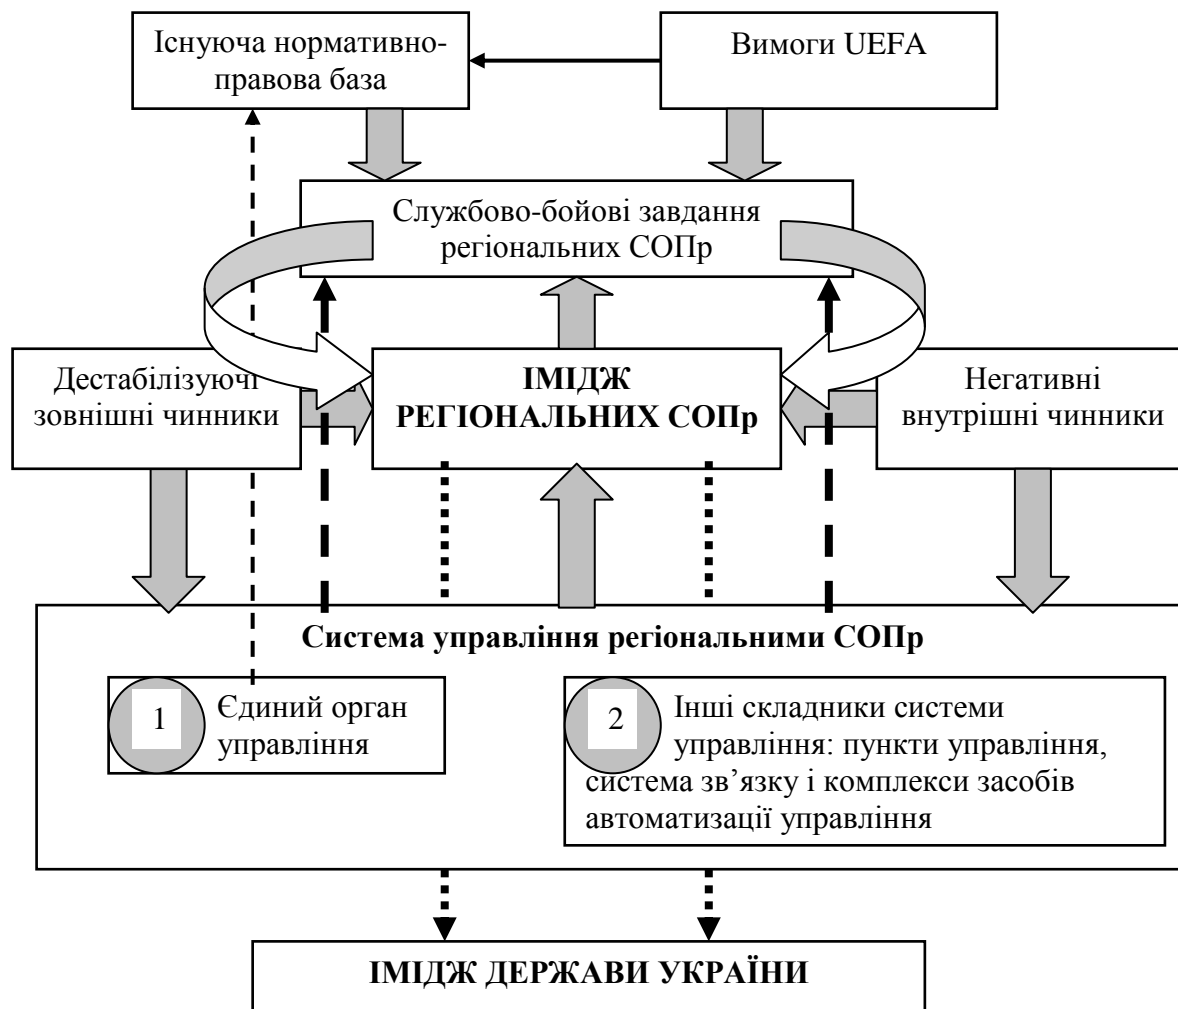 Існуюча нормативно-
правова база
Вимоги UEFA
Службово-бойові завдання
регіональних СОПр
Дестабілізуючі
зовнішні чинники
ІМІДЖ
РЕГІОНАЛЬНИХ СОПр
Негативні
внутрішні чинники
Система управління регіональними СОПр
1
Єдиний орган
управління
2
Інші складники системи
управління: пункти управління,
система зв’язку і комплекси засобів
автоматизації управління
ІМІДЖ ДЕРЖАВИ УКРАЇНИ